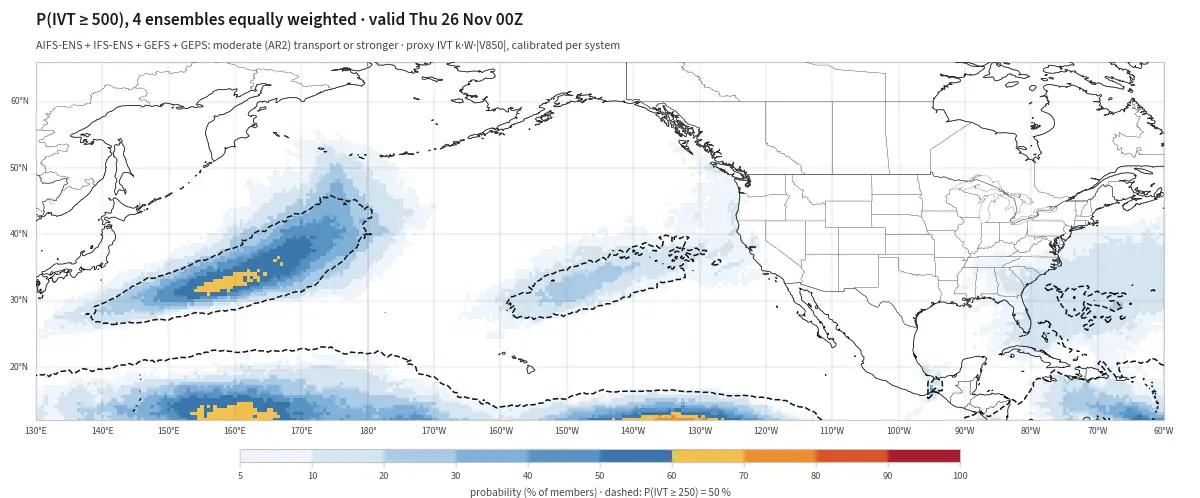 P(IVT ≥ 500), 4 ensembles equally weighted · valid Thu 26 Nov 00Z
AIFS-ENS + IFS-ENS + GEFS + GEPS: moderate (AR2) transport or stronger · proxy IVT k·W·|V850|, calibrated per system
60°N
50°N
40°N
30°N
20°N
130°E 140°E 150°E 160°E 170°E 180° 170°W 160°W 150°W 140°W 130°W 120°W 110°W 100°W 90°W 80°W 70°W 60°W
5 10 20 30 40 50 60 70 80 90 100
probability (% of members) · dashed: P(IVT ≥ 250) = 50 %